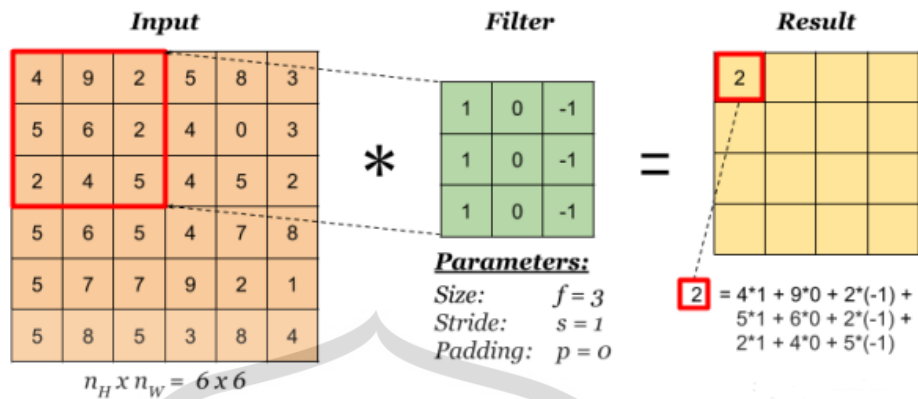 Input
Filter
Result
4 9 2 5 8 3
5 6 2 4 0 3
2 4 5 4 5 2
5 6 5 4 7 8
5 7 7 9 2 1
5 8 5 3 8 4
n_H x n_W = 6 x 6
*
1 0 -1
1 0 -1
1 0 -1
Parameters:
Size: f = 3
Stride: s = 1
Padding: p = 0
=
2
2 = 4*1 + 9*0 + 2*(-1) +
5*1 + 6*0 + 2*(-1) +
2*1 + 4*0 + 5*(-1)